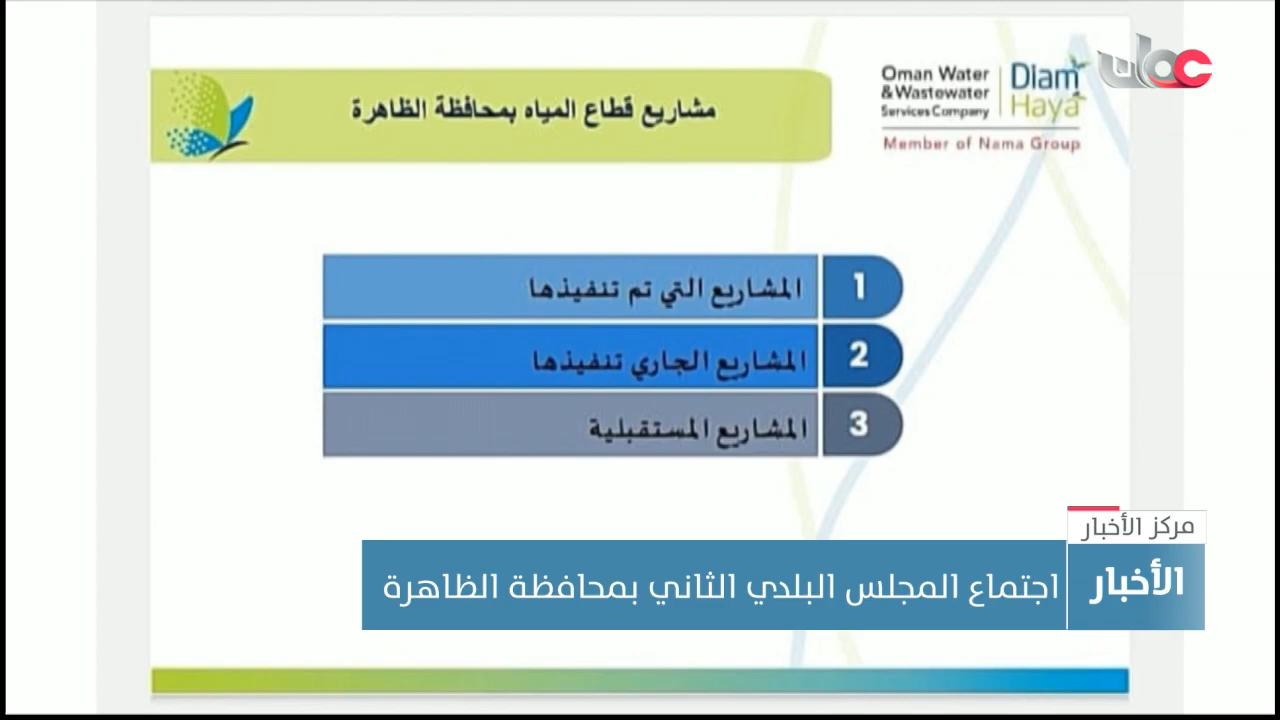 عمان
مشاريع قطاع المياه بمحافظة الظاهرة
Oman Water
& Wastewater
Services Company
Diam
Haya
Member of Nama Group
1 المشاريع التي تم تنفيذها
2 المشاريع الجاري تنفيذها
3 المشاريع المستقبلية
مركز الأخبار
الأخبار
اجتماع المجلس البلدي الثاني بمحافظة الظاهرة